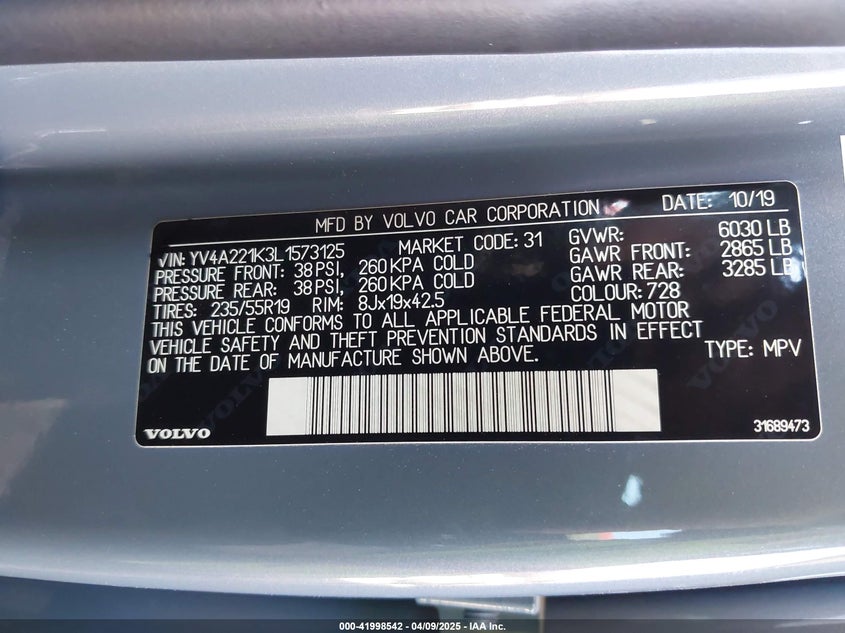 MFD BY VOLVO CAR CORPORATION DATE: 10/19
VIN: YV4A221K3L1573125 MARKET CODE: 31 GVWR: 6030 LB
PRESSURE FRONT: 38 PSI, 260 KPA COLD GAWR FRONT: 2865 LB
PRESSURE REAR: 38 PSI, 260 KPA COLD GAWR REAR: 3285 LB
TIRES: 235/55R19 RIM: 8Jx19x42.5 COLOUR: 728
THIS VEHICLE CONFORMS TO ALL APPLICABLE FEDERAL MOTOR
VEHICLE SAFETY AND THEFT PREVENTION STANDARDS IN EFFECT TYPE: MPV
ON THE DATE OF MANUFACTURE SHOWN ABOVE.
VOLVO 31689473
000-41998542 / 04/09/2025 - IAA Inc.